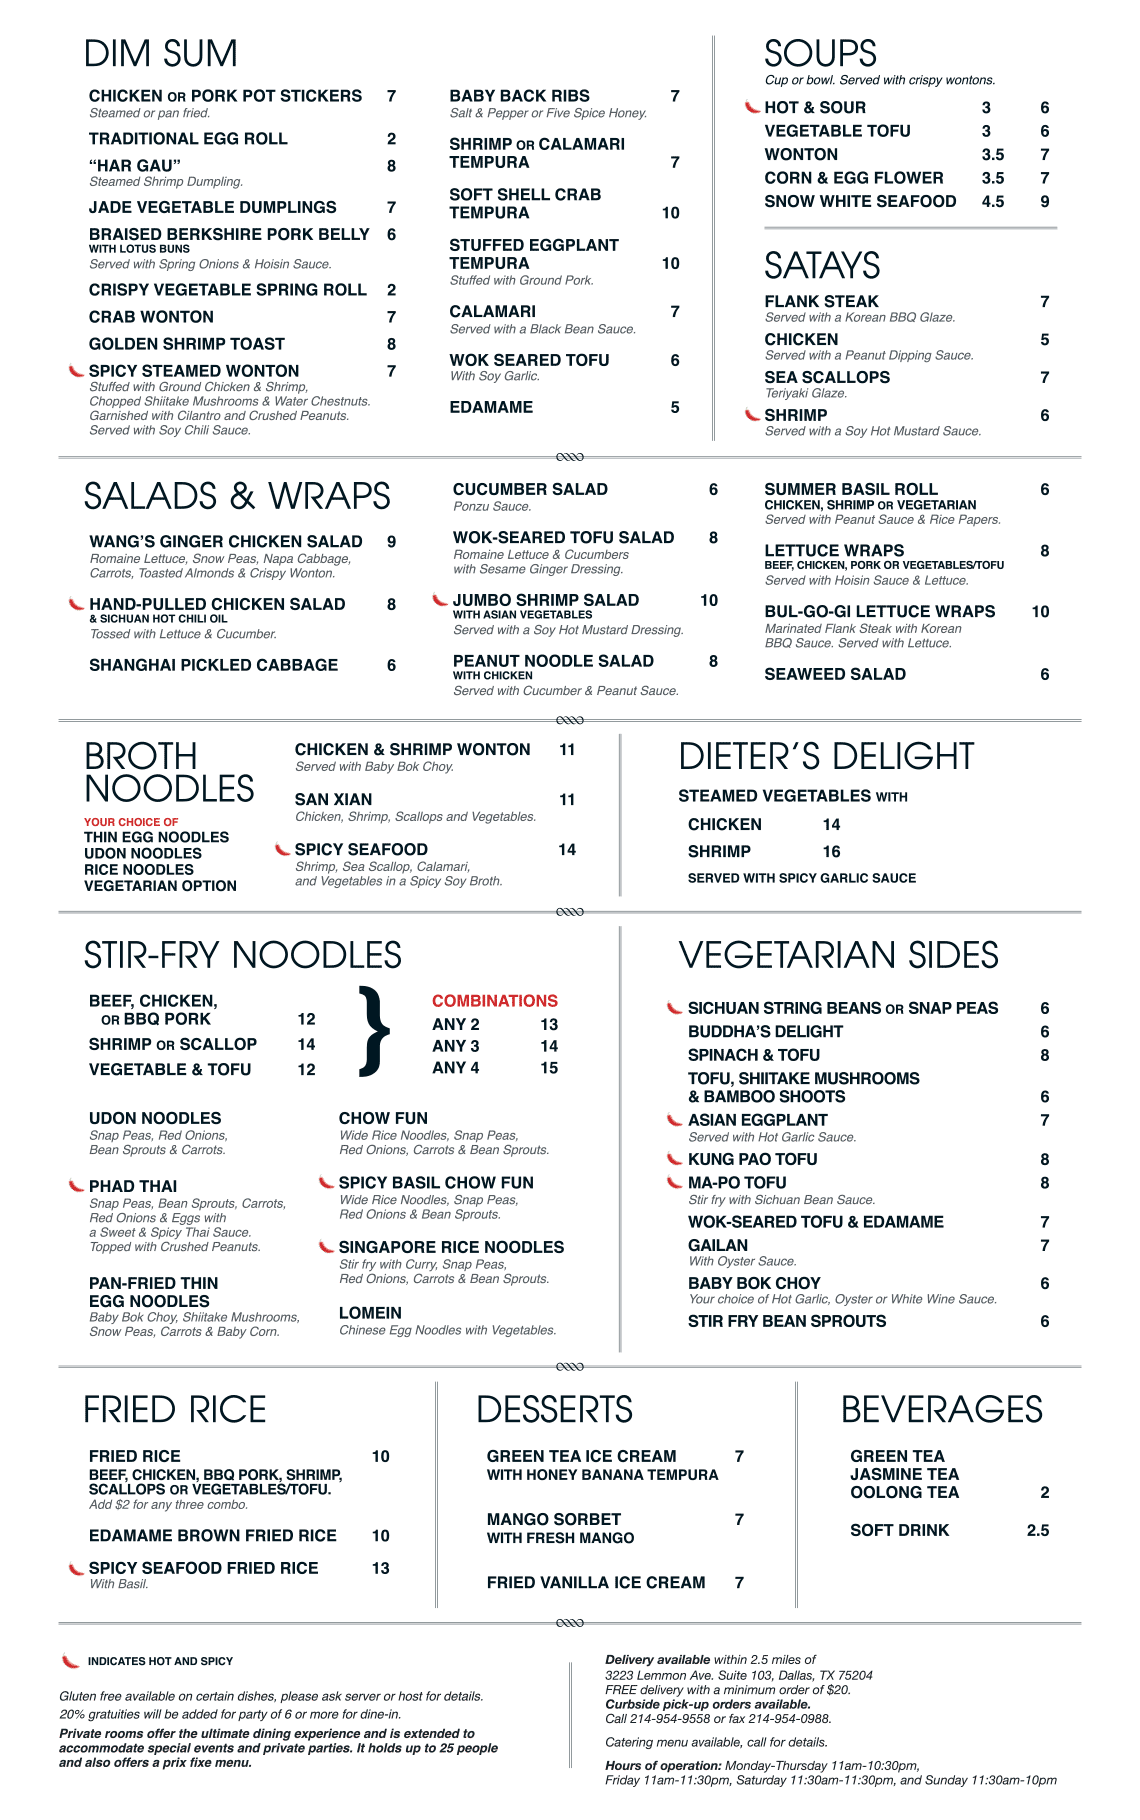 DIM SUM
CHICKEN OR PORK POT STICKERS 7
Steamed or pan fried.
TRADITIONAL EGG ROLL 2
“HAR GAU” 8
Steamed Shrimp Dumpling.
JADE VEGETABLE DUMPLINGS 7
BRAISED BERKSHIRE PORK BELLY 6
WITH LOTUS BUNS
Served with Spring Onions & Hoisin Sauce.
CRISPY VEGETABLE SPRING ROLL 2
CRAB WONTON 7
GOLDEN SHRIMP TOAST 8
SPICY STEAMED WONTON 7
Stuffed with Ground Chicken & Shrimp,
Chopped Shiitake Mushrooms & Water Chestnuts.
Garnished with Cilantro and Crushed Peanuts.
Served with Soy Chili Sauce.
BABY BACK RIBS 7
Salt & Pepper or Five Spice Honey.
SHRIMP OR CALAMARI
TEMPURA 7
SOFT SHELL CRAB
TEMPURA 10
STUFFED EGGPLANT
TEMPURA 10
Stuffed with Ground Pork.
CALAMARI 7
Served with a Black Bean Sauce.
WOK SEARED TOFU 6
With Soy Garlic.
EDAMAME 5
SOUPS
Cup or bowl. Served with crispy wontons.
HOT & SOUR 3 6
VEGETABLE TOFU 3 6
WONTON 3.5 7
CORN & EGG FLOWER 3.5 7
SNOW WHITE SEAFOOD 4.5 9
SATAYS
FLANK STEAK 7
Served with a Korean BBQ Glaze.
CHICKEN 5
Served with a Peanut Dipping Sauce.
SEA SCALLOPS 7
Teriyaki Glaze.
SHRIMP 6
Served with a Soy Hot Mustard Sauce.
SALADS & WRAPS
WANG’S GINGER CHICKEN SALAD 9
Romaine Lettuce, Snow Peas, Napa Cabbage,
Carrots, Toasted Almonds & Crispy Wonton.
HAND-PULLED CHICKEN SALAD 8
& SICHUAN HOT CHILI OIL
Tossed with Lettuce & Cucumber.
SHANGHAI PICKLED CABBAGE 6
CUCUMBER SALAD 6
Ponzu Sauce.
WOK-SEARED TOFU SALAD 8
Romaine Lettuce & Cucumbers
with Sesame Ginger Dressing.
JUMBO SHRIMP SALAD 10
WITH ASIAN VEGETABLES
Served with a Soy Hot Mustard Dressing.
PEANUT NOODLE SALAD 8
WITH CHICKEN
Served with Cucumber & Peanut Sauce.
SUMMER BASIL ROLL 6
CHICKEN, SHRIMP OR VEGETARIAN
Served with Peanut Sauce & Rice Papers.
LETTUCE WRAPS 8
BEEF, CHICKEN, PORK OR VEGETABLES/TOFU
Served with Hoisin Sauce & Lettuce.
BUL-GO-GI LETTUCE WRAPS 10
Marinated Flank Steak with Korean
BBQ Sauce. Served with Lettuce.
SEAWEED SALAD 6
BROTH
NOODLES
YOUR CHOICE OF
THIN EGG NOODLES
UDON NOODLES
RICE NOODLES
VEGETARIAN OPTION
CHICKEN & SHRIMP WONTON 11
Served with Baby Bok Choy.
SAN XIAN 11
Chicken, Shrimp, Scallops and Vegetables.
SPICY SEAFOOD 14
Shrimp, Sea Scallop, Calamari,
and Vegetables in a Spicy Soy Broth.
DIETER’S DELIGHT
STEAMED VEGETABLES WITH
CHICKEN 14
SHRIMP 16
SERVED WITH SPICY GARLIC SAUCE
STIR-FRY NOODLES
BEEF, CHICKEN,
OR BBQ PORK 12
SHRIMP OR SCALLOP 14
VEGETABLE & TOFU 12
}
COMBINATIONS
ANY 2 13
ANY 3 14
ANY 4 15
UDON NOODLES
Snap Peas, Red Onions,
Bean Sprouts & Carrots.
PHAD THAI
Snap Peas, Bean Sprouts, Carrots,
Red Onions & Eggs with
a Sweet & Spicy Thai Sauce.
Topped with Crushed Peanuts.
PAN-FRIED THIN
EGG NOODLES
Baby Bok Choy, Shiitake Mushrooms,
Snow Peas, Carrots & Baby Corn.
CHOW FUN
Wide Rice Noodles, Snap Peas,
Red Onions, Carrots & Bean Sprouts.
SPICY BASIL CHOW FUN
Wide Rice Noodles, Snap Peas,
Red Onions & Bean Sprouts.
SINGAPORE RICE NOODLES
Stir fry with Curry, Snap Peas,
Red Onions, Carrots & Bean Sprouts.
LOMEIN
Chinese Egg Noodles with Vegetables.
VEGETARIAN SIDES
SICHUAN STRING BEANS OR SNAP PEAS 6
BUDDHA’S DELIGHT 6
SPINACH & TOFU 8
TOFU, SHIITAKE MUSHROOMS
& BAMBOO SHOOTS 6
ASIAN EGGPLANT 7
Served with Hot Garlic Sauce.
KUNG PAO TOFU 8
MA-PO TOFU 8
Stir fry with Sichuan Bean Sauce.
WOK-SEARED TOFU & EDAMAME 7
GAILAN 7
With Oyster Sauce.
BABY BOK CHOY 6
Your choice of Hot Garlic, Oyster or White Wine Sauce.
STIR FRY BEAN SPROUTS 6
FRIED RICE
FRIED RICE 10
BEEF, CHICKEN, BBQ PORK, SHRIMP,
SCALLOPS OR VEGETABLES/TOFU.
Add $2 for any three combo.
EDAMAME BROWN FRIED RICE 10
SPICY SEAFOOD FRIED RICE 13
With Basil.
DESSERTS
GREEN TEA ICE CREAM 7
WITH HONEY BANANA TEMPURA
MANGO SORBET 7
WITH FRESH MANGO
FRIED VANILLA ICE CREAM 7
BEVERAGES
GREEN TEA
JASMINE TEA
OOLONG TEA 2
SOFT DRINK 2.5
INDICATES HOT AND SPICY
Gluten free available on certain dishes, please ask server or host for details.
20% gratuities will be added for party of 6 or more for dine-in.
Private rooms offer the ultimate dining experience and is extended to
accommodate special events and private parties. It holds up to 25 people
and also offers a prix fixe menu.
Delivery available within 2.5 miles of
3223 Lemmon Ave. Suite 103, Dallas, TX 75204
FREE delivery with a minimum order of $20.
Curbside pick-up orders available.
Call 214-954-9558 or fax 214-954-0988.
Catering menu available, call for details.
Hours of operation: Monday-Thursday 11am-10:30pm,
Friday 11am-11:30pm, Saturday 11:30am-11:30pm, and Sunday 11:30am-10pm